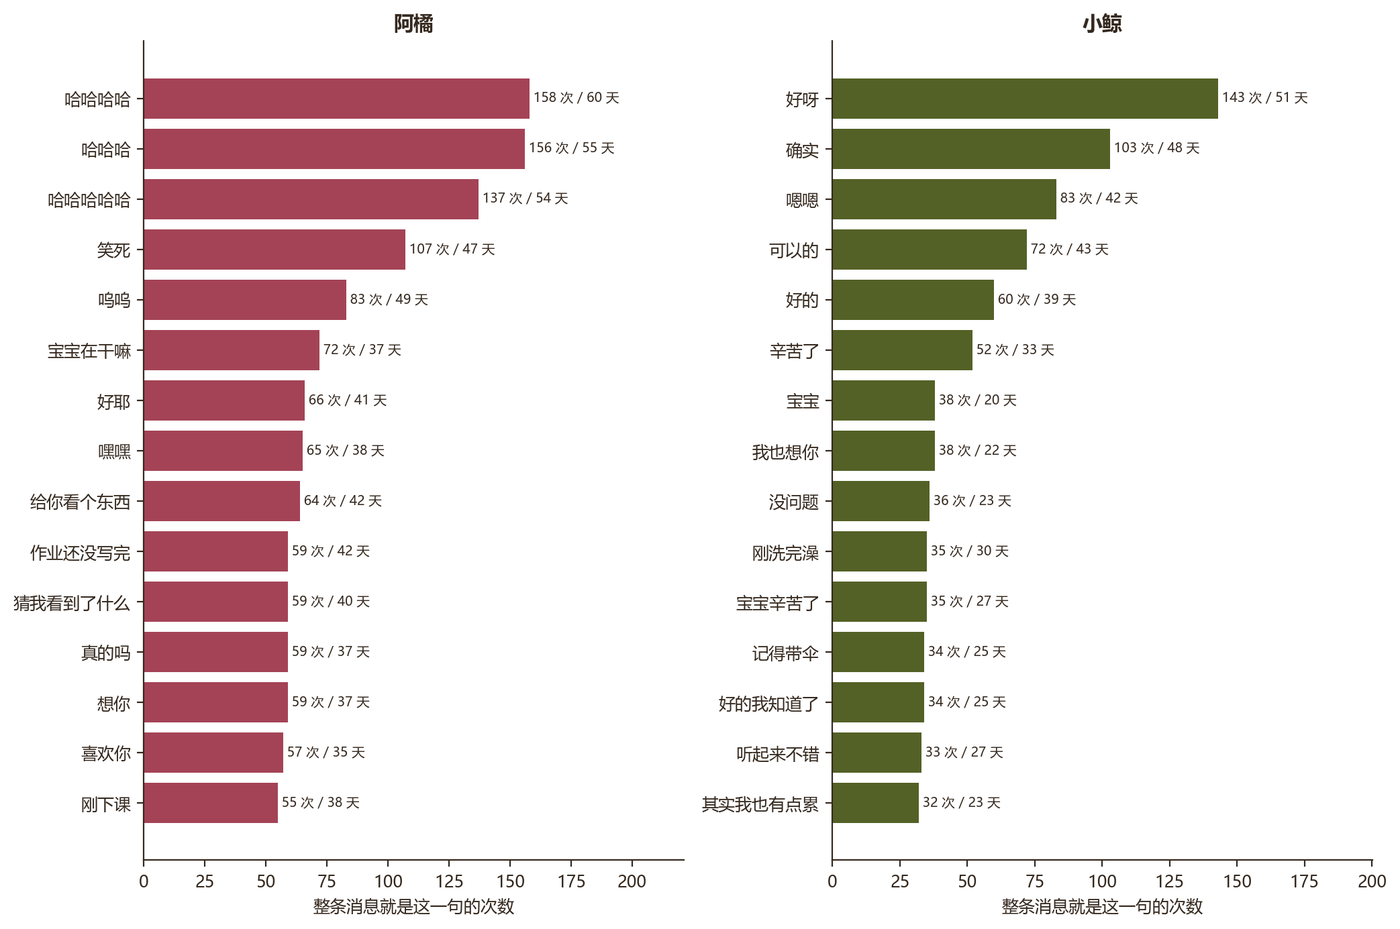 阿橘
哈哈哈哈 158 次 / 60 天
哈哈哈 156 次 / 55 天
哈哈哈哈哈 137 次 / 54 天
笑死 107 次 / 47 天
呜呜 83 次 / 49 天
宝宝在干嘛 72 次 / 37 天
好耶 66 次 / 41 天
嘿嘿 65 次 / 38 天
给你看个东西 64 次 / 42 天
作业还没写完 59 次 / 42 天
猜我看到了什么 59 次 / 40 天
真的吗 59 次 / 37 天
想你 59 次 / 37 天
喜欢你 57 次 / 35 天
刚下课 55 次 / 38 天
0 25 50 75 100 125 150 175 200
整条消息就是这一句的次数
小鲸
好呀 143 次 / 51 天
确实 103 次 / 48 天
嗯嗯 83 次 / 42 天
可以的 72 次 / 43 天
好的 60 次 / 39 天
辛苦了 52 次 / 33 天
宝宝 38 次 / 20 天
我也想你 38 次 / 22 天
没问题 36 次 / 23 天
刚洗完澡 35 次 / 30 天
宝宝辛苦了 35 次 / 27 天
记得带伞 34 次 / 25 天
好的我知道了 34 次 / 25 天
听起来不错 33 次 / 27 天
其实我也有点累 32 次 / 23 天
0 25 50 75 100 125 150 175 200
整条消息就是这一句的次数